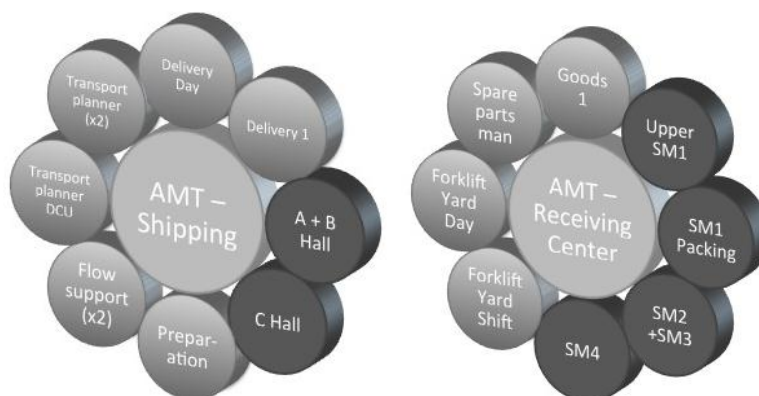 Delivery
Day
Delivery 1
A + B
Hall
C Hall
Prepar-
ation
Flow
support
(x2)
Transport
planner
DCU
Transport
planner
(x2)
AMT –
Shipping
Goods
1
Upper
SM1
SM1
Packing
SM2
+SM3
SM4
Forklift
Yard
Shift
Forklift
Yard
Day
Spare
parts
man
AMT –
Receiving
Center